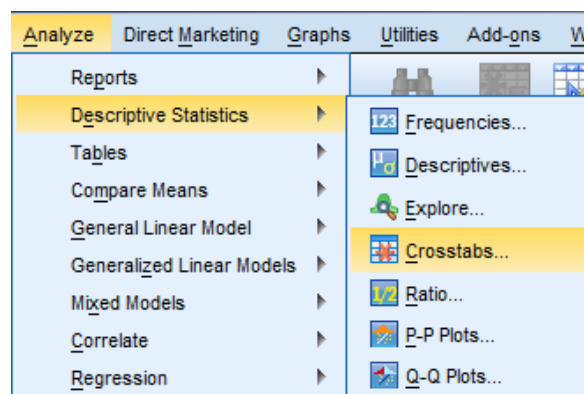 Analyze Direct Marketing Graphs Utilities Add-ons W
Reports
Descriptive Statistics
Tables
Compare Means
General Linear Model
Generalized Linear Models
Mixed Models
Correlate
Regression
123 Frequencies...
μσ Descriptives...
Explore...
Crosstabs...
1/2 Ratio...
P-P Plots...
Q-Q Plots...